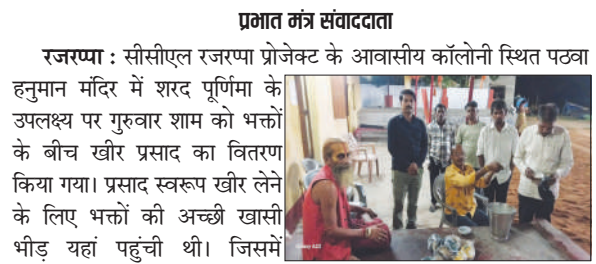 प्रभात मंत्र संवाददाता
रजरप्पा : सीसीएल रजरप्पा प्रोजेक्ट के आवासीय कॉलोनी स्थित पठवा
हनुमान मंदिर में शरद पूर्णिमा के
उपलक्ष्य पर गुरुवार शाम को भक्तों
के बीच खीर प्रसाद का वितरण
किया गया। प्रसाद स्वरूप खीर लेने
के लिए भक्तों की अच्छी खासी
भीड़ यहां पहुंची थी। जिसमें